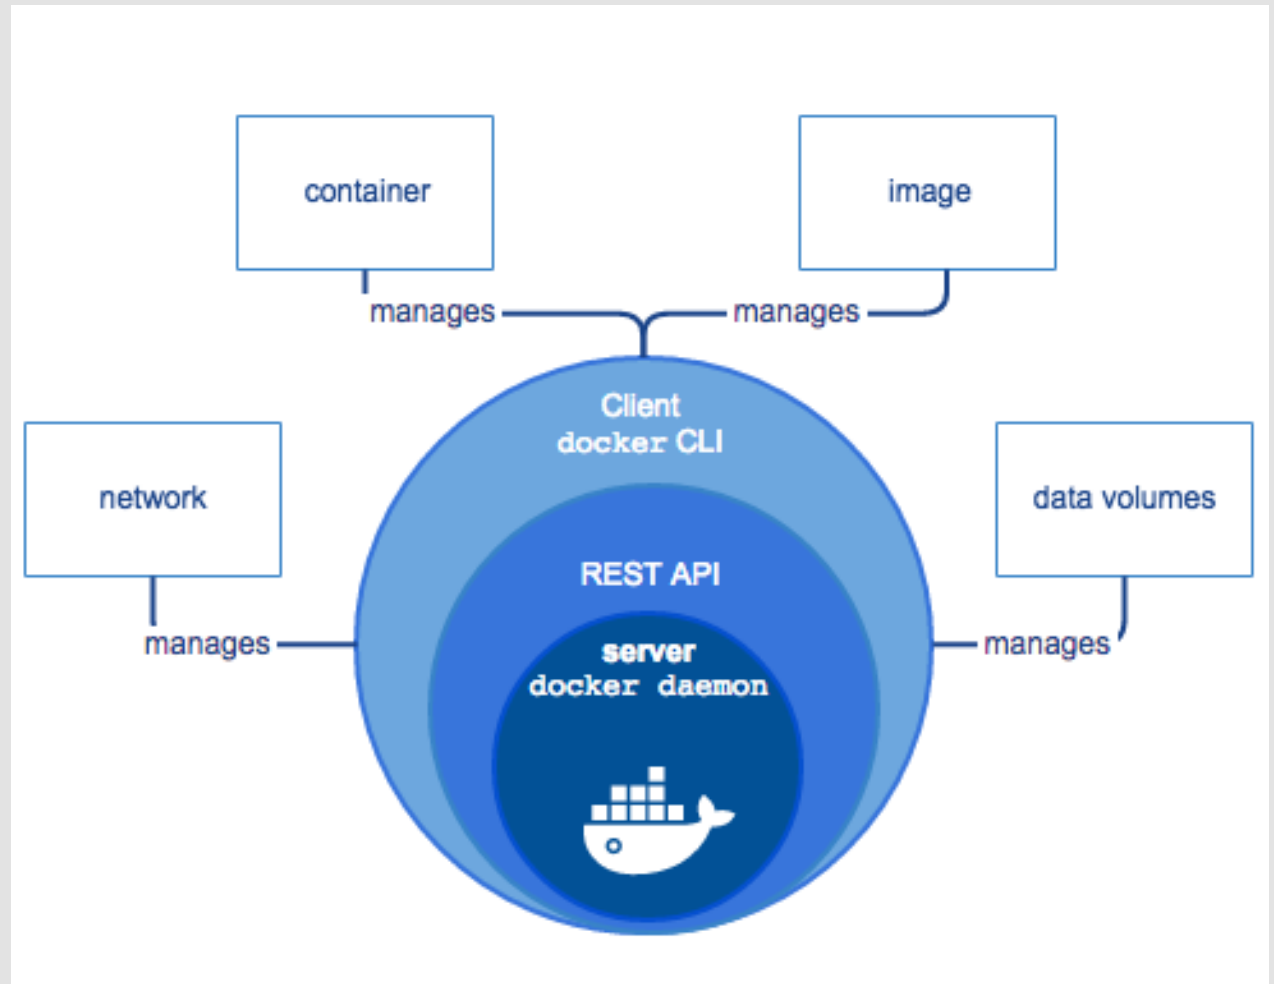 container
image
manages
manages
Client
docker CLI
network
data volumes
REST API
manages
manages
server
docker daemon